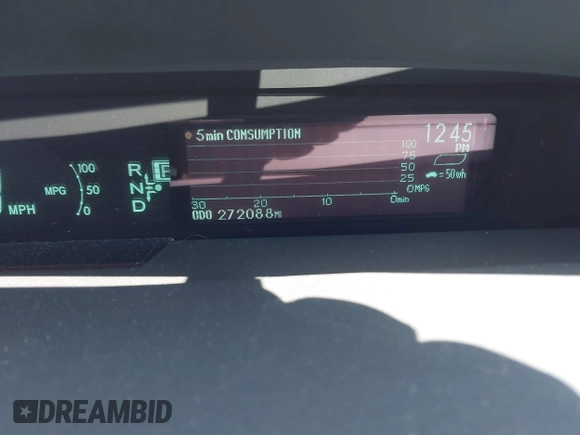 5min CONSUMPTION
12:45
PM
100
75
50
25
0MPG
= 50wh
30 20 10 0min
ODO 272088MI
100
MPG 50
0
MPH
R
N
D
DREAMBID